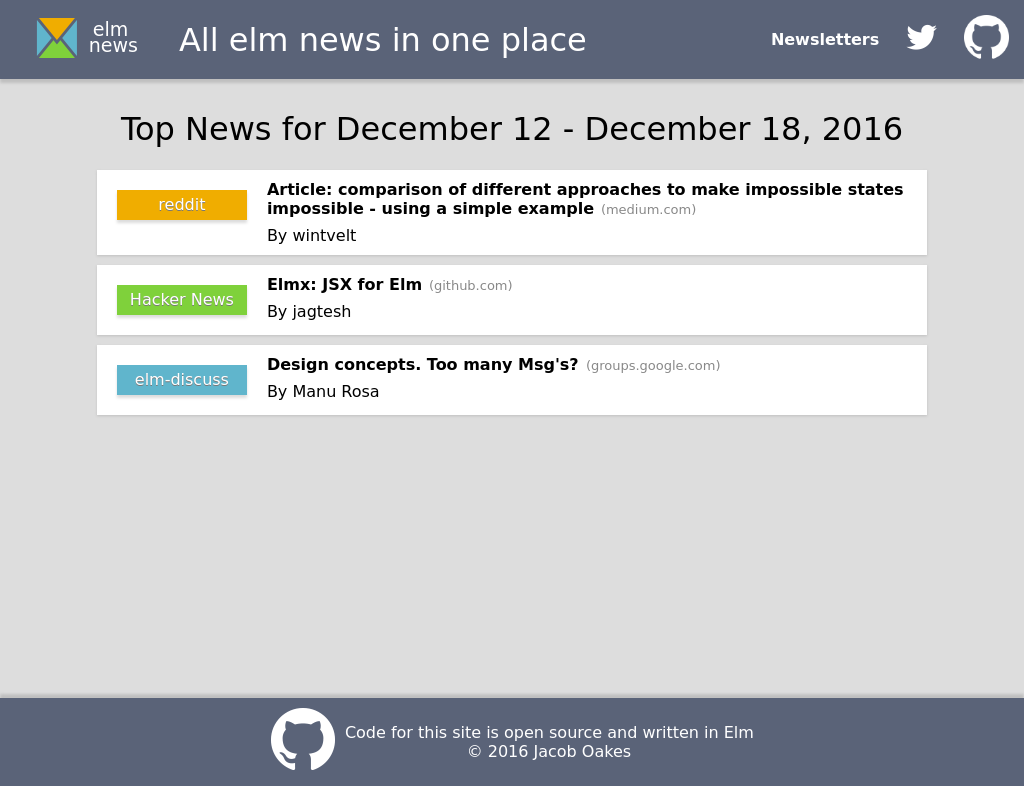 elm
news
All elm news in one place
Newsletters
Top News for December 12 - December 18, 2016
reddit
Article: comparison of different approaches to make impossible states
impossible - using a simple example (medium.com)
By wintvelt
Hacker News
Elmx: JSX for Elm (github.com)
By jagtesh
elm-discuss
Design concepts. Too many Msg's? (groups.google.com)
By Manu Rosa
Code for this site is open source and written in Elm
© 2016 Jacob Oakes